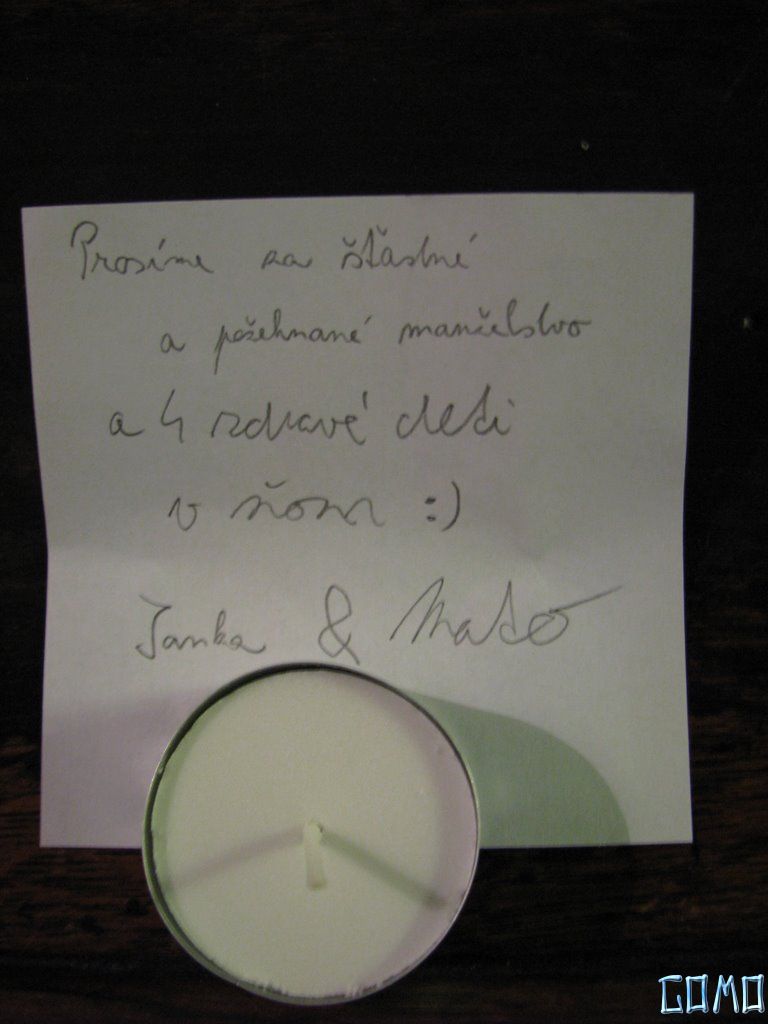 Prosíme za šťastné
a požehnané manželstvo
a 4 zdravé deti
v ňom :)
Janka & Maťo
GOMO